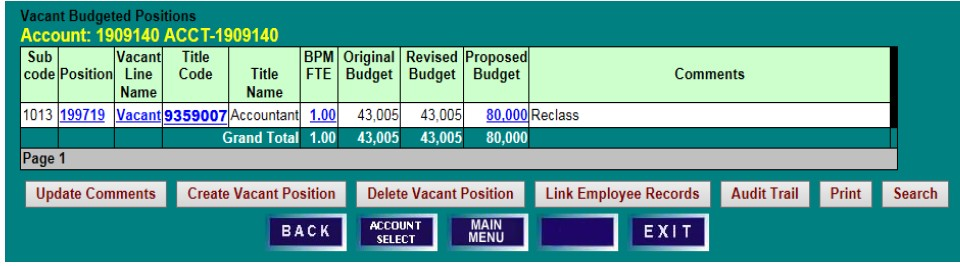 Vacant Budgeted Positions
Account: 1909140 ACCT-1909140
Sub code Position Vacant Line Name Title Code Title Name BPM FTE Original Budget Revised Budget Proposed Budget Comments
1013 199719 Vacant 9359007 Accountant 1.00 43,005 43,005 80,000 Reclass
Grand Total 1.00 43,005 43,005 80,000
Page 1
Update Comments Create Vacant Position Delete Vacant Position Link Employee Records Audit Trail Print Search
BACK ACCOUNT SELECT MAIN MENU EXIT